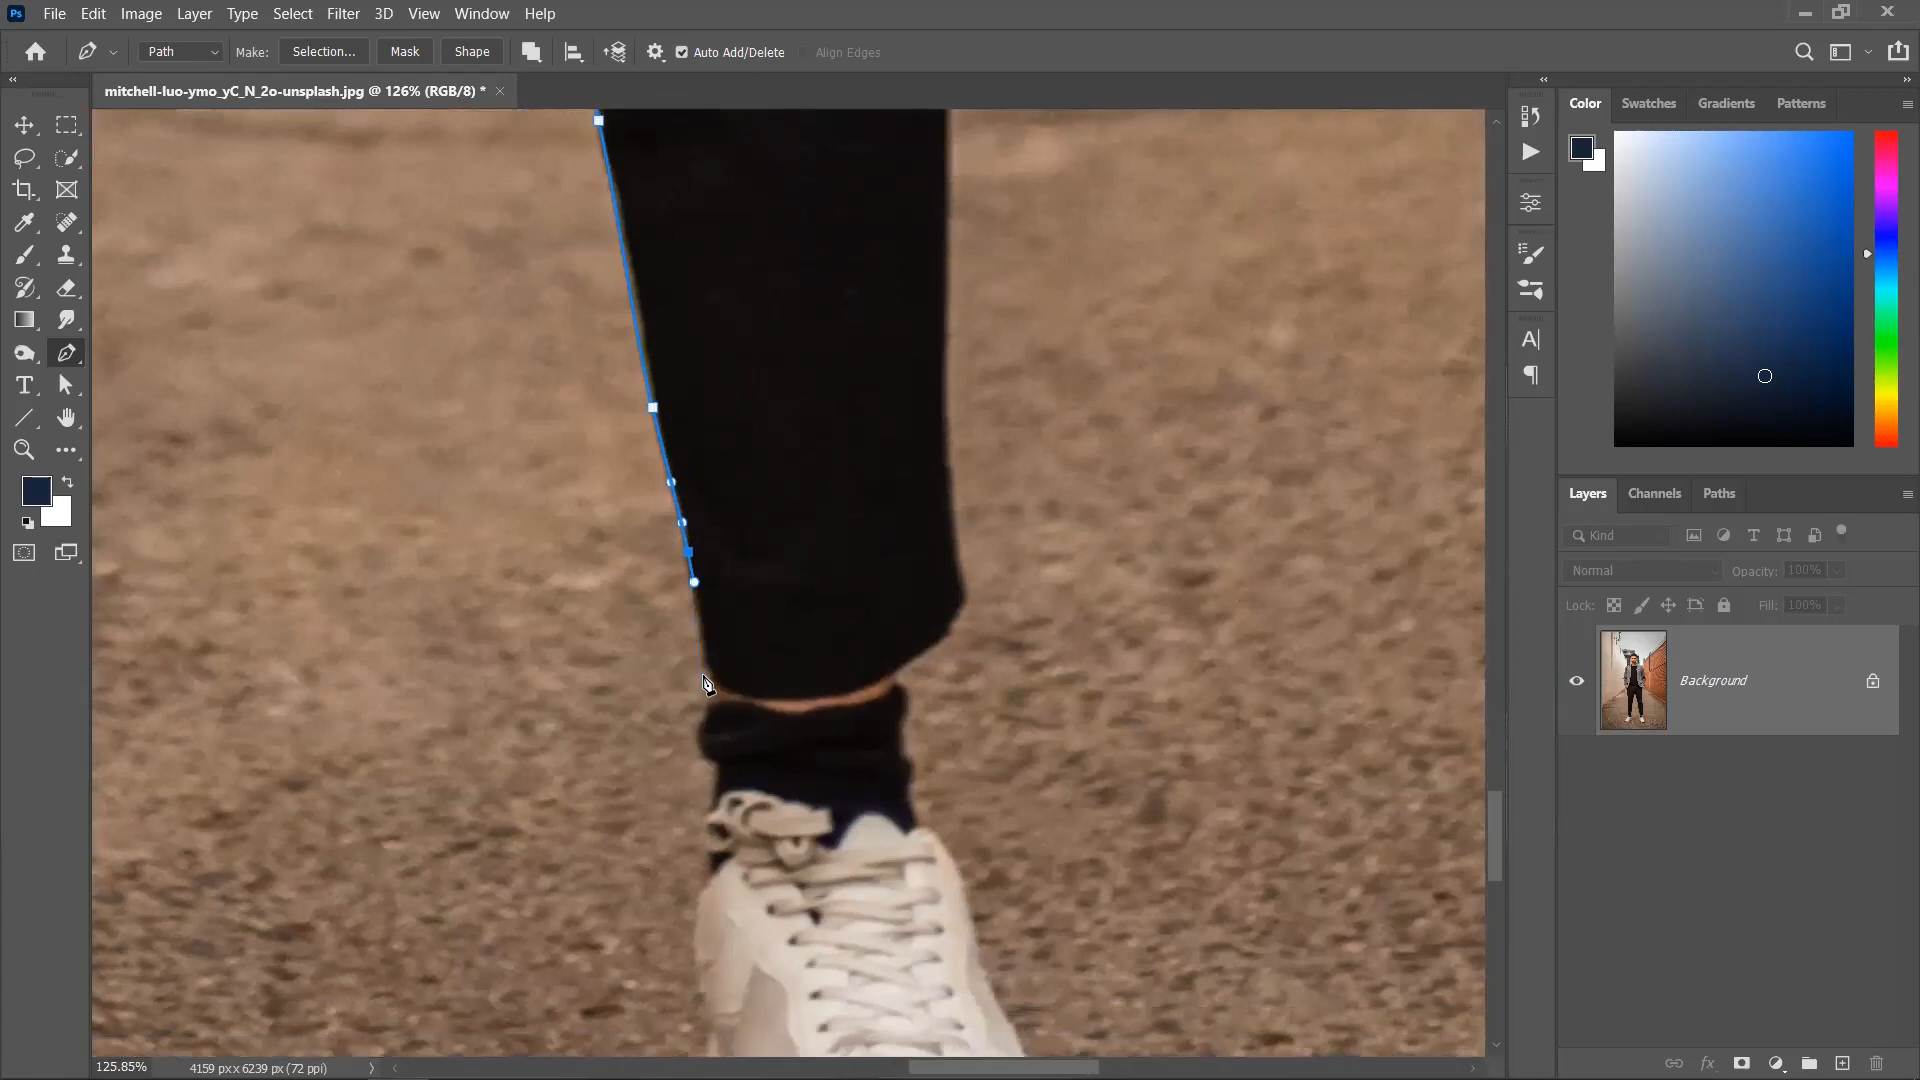 Ps File Edit Image Layer Type Select Filter 3D View Window Help
Path Make: Selection... Mask Shape Auto Add/Delete Align Edges
mitchell-luo-ymo_yC_N_2o-unsplash.jpg @ 126% (RGB/8) *
Color Swatches Gradients Patterns
Layers Channels Paths
Kind
Normal Opacity: 100%
Lock: Fill: 100%
Background
125.85% 4159 px x 6239 px (72 ppi)